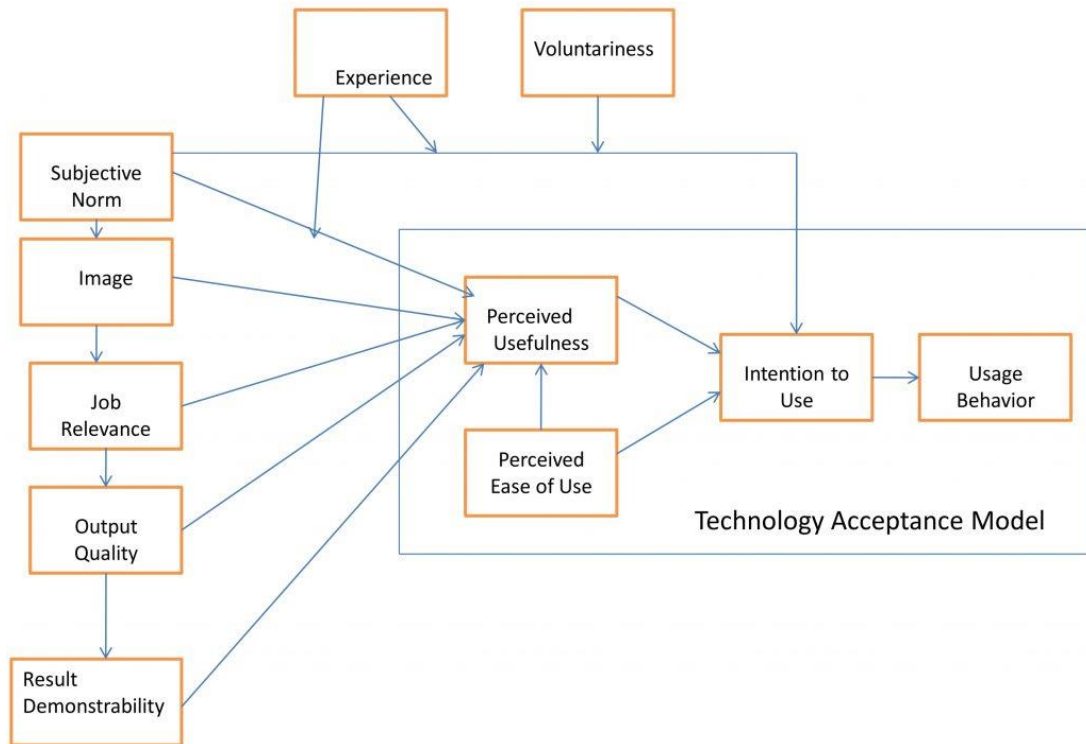 Experience
Voluntariness
Subjective
Norm
Image
Job
Relevance
Output
Quality
Result
Demonstrability
Perceived
Usefulness
Perceived
Ease of Use
Intention to
Use
Usage
Behavior
Technology Acceptance Model